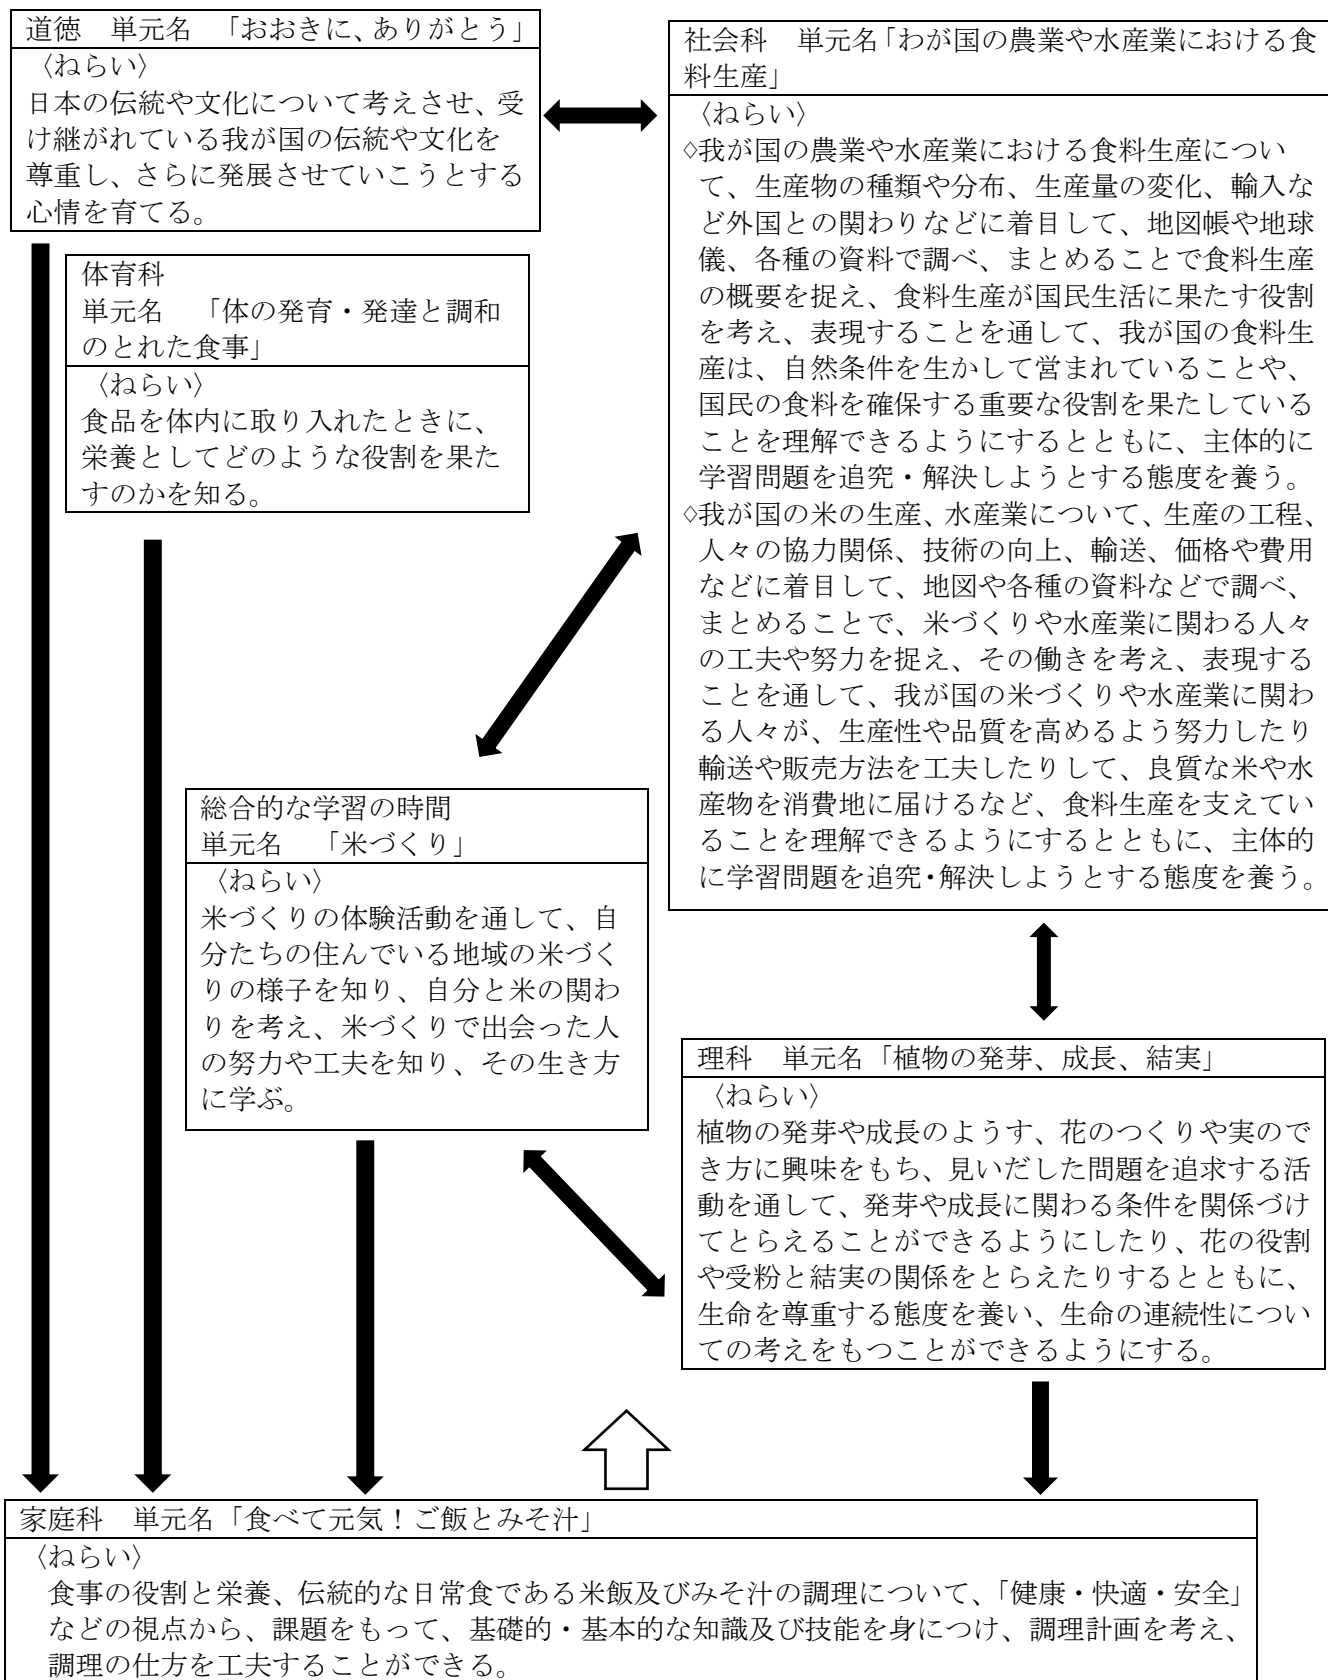 道徳　単元名　「おおきに、ありがとう」
〈ねらい〉
日本の伝統や文化について考えさせ、受
け継がれている我が国の伝統や文化を
尊重し、さらに発展させていこうとする
心情を育てる。
社会科　単元名「わが国の農業や水産業における食
料生産」
〈ねらい〉
◇我が国の農業や水産業における食料生産につい
て、生産物の種類や分布、生産量の変化、輸入な
ど外国との関わりなどに着目して、地図帳や地球
儀、各種の資料で調べ、まとめることで食料生産
の概要を捉え、食料生産が国民生活に果たす役割
を考え、表現することを通して、我が国の食料生
産は、自然条件を生かして営まれていることや、
国民の食料を確保する重要な役割を果たしている
ことを理解できるようにするとともに、主体的に
学習問題を追究・解決しようとする態度を養う。
◇我が国の米の生産、水産業について、生産の工程、
人々の協力関係、技術の向上、輸送、価格や費用
などに着目して、地図や各種の資料などで調べ、
まとめることで、米づくりや水産業に関わる人々
の工夫や努力を捉え、その働きを考え、表現する
ことを通して、我が国の米づくりや水産業に関わ
る人々が、生産性や品質を高めるよう努力したり
輸送や販売方法を工夫したりして、良質な米や水
産物を消費地に届けるなど、食料生産を支えてい
ることを理解できるようにするとともに、主体的
に学習問題を追究・解決しようとする態度を養う。
体育科
単元名　「体の発育・発達と調和
のとれた食事」
〈ねらい〉
食品を体内に取り入れたときに、
栄養としてどのような役割を果た
すのかを知る。
総合的な学習の時間
単元名　「米づくり」
〈ねらい〉
米づくりの体験活動を通して、自
分たちの住んでいる地域の米づく
りの様子を知り、自分と米の関わ
りを考え、米づくりで出会った人
の努力や工夫を知り、その生き方
に学ぶ。
理科　単元名「植物の発芽、成長、結実」
〈ねらい〉
植物の発芽や成長のようす、花のつくりや実ので
き方に興味をもち、見いだした問題を追求する活
動を通して、発芽や成長に関わる条件を関係づけ
てとらえることができるようにしたり、花の役割
や受粉と結実の関係をとらえたりするとともに、
生命を尊重する態度を養い、生命の連続性につい
ての考えをもつことができるようにする。
家庭科　単元名「食べて元気！ご飯とみそ汁」
〈ねらい〉
食事の役割と栄養、伝統的な日常食である米飯及びみそ汁の調理について、「健康・快適・安全」
などの視点から、課題をもって、基礎的・基本的な知識及び技能を身につけ、調理計画を考え、
調理の仕方を工夫することができる。